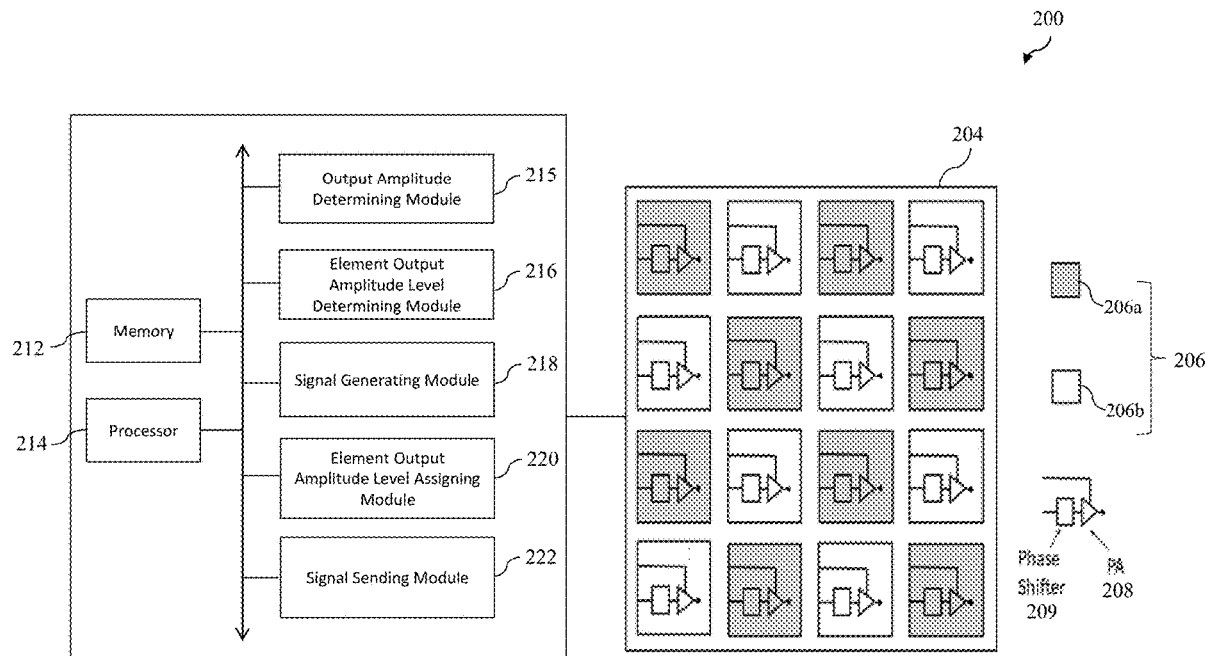 200
204
Output Amplitude
Determining Module
215
Element Output
Amplitude Level
Determining Module
216
206a
206
Memory
212
Signal Generating Module
218
206b
Processor
214
Element Output
Amplitude Level Assigning
Module
220
Signal Sending Module
222
Phase
Shifter
209
PA
208